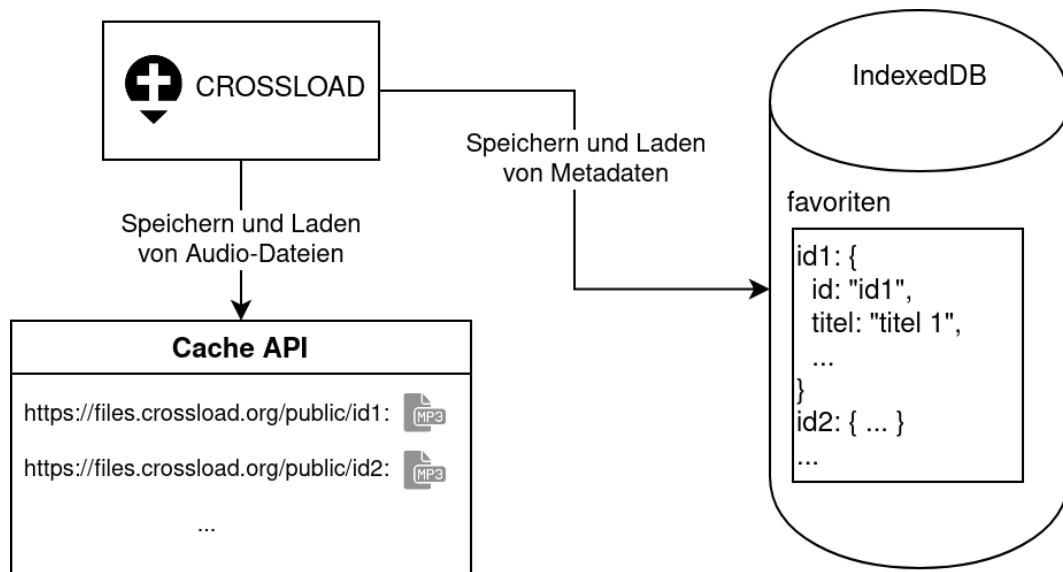 CROSSLOAD
Speichern und Laden
von Audio-Dateien
Speichern und Laden
von Metadaten
Cache API
https://files.crossload.org/public/id1:
MP3
https://files.crossload.org/public/id2:
MP3
...
IndexedDB
favoriten
id1: {
id: "id1",
titel: "titel 1",
...
}
id2: { ... }
...